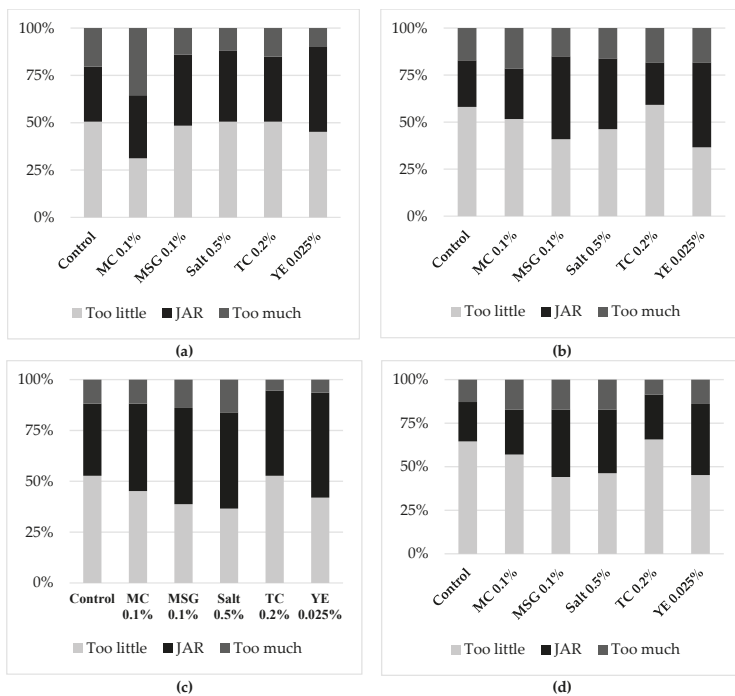 100%
75%
50%
25%
0%
Control
MC 0.1%
MSG 0.1%
Salt 0.5%
TC 0.2%
YE 0.025%
Too little JAR Too much
(a)
100%
75%
50%
25%
0%
Control
MC 0.1%
MSG 0.1%
Salt 0.5%
TC 0.2%
YE 0.025%
Too little JAR Too much
(b)
100%
75%
50%
25%
0%
Control MC MSG Salt TC YE
0.1% 0.1% 0.5% 0.2% 0.025%
Too little JAR Too much
(c)
100%
75%
50%
25%
0%
Control
MC 0.1%
MSG 0.1%
Salt 0.5%
TC 0.2%
YE 0.025%
Too little JAR Too much
(d)